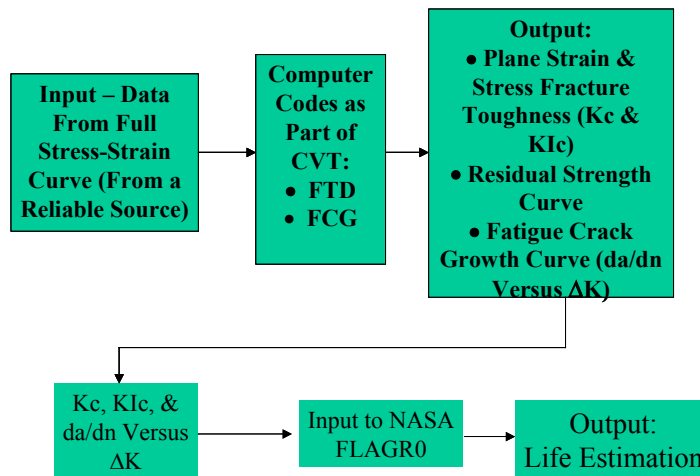 Input – Data
From Full
Stress-Strain
Curve (From a
Reliable Source)
Computer
Codes as
Part of
CVT:
• FTD
• FCG
Output:
• Plane Strain &
Stress Fracture
Toughness (Kc &
KIc)
• Residual Strength
Curve
• Fatigue Crack
Growth Curve (da/dn
Versus ΔK)
Kc, KIc, &
da/dn Versus
ΔK
Input to NASA
FLAGR0
Output:
Life Estimation